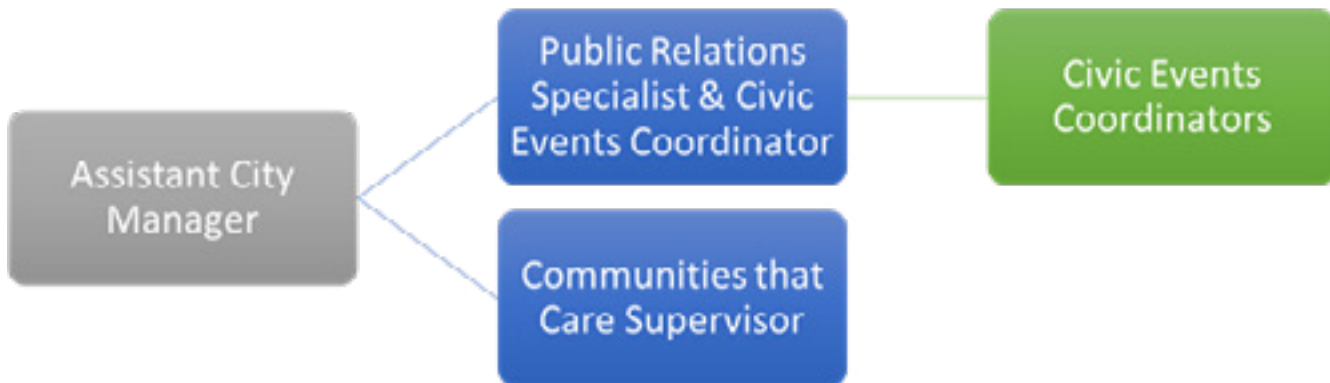 Assistant City
Manager
Public Relations
Specialist & Civic
Events Coordinator
Communities that
Care Supervisor
Civic Events
Coordinators